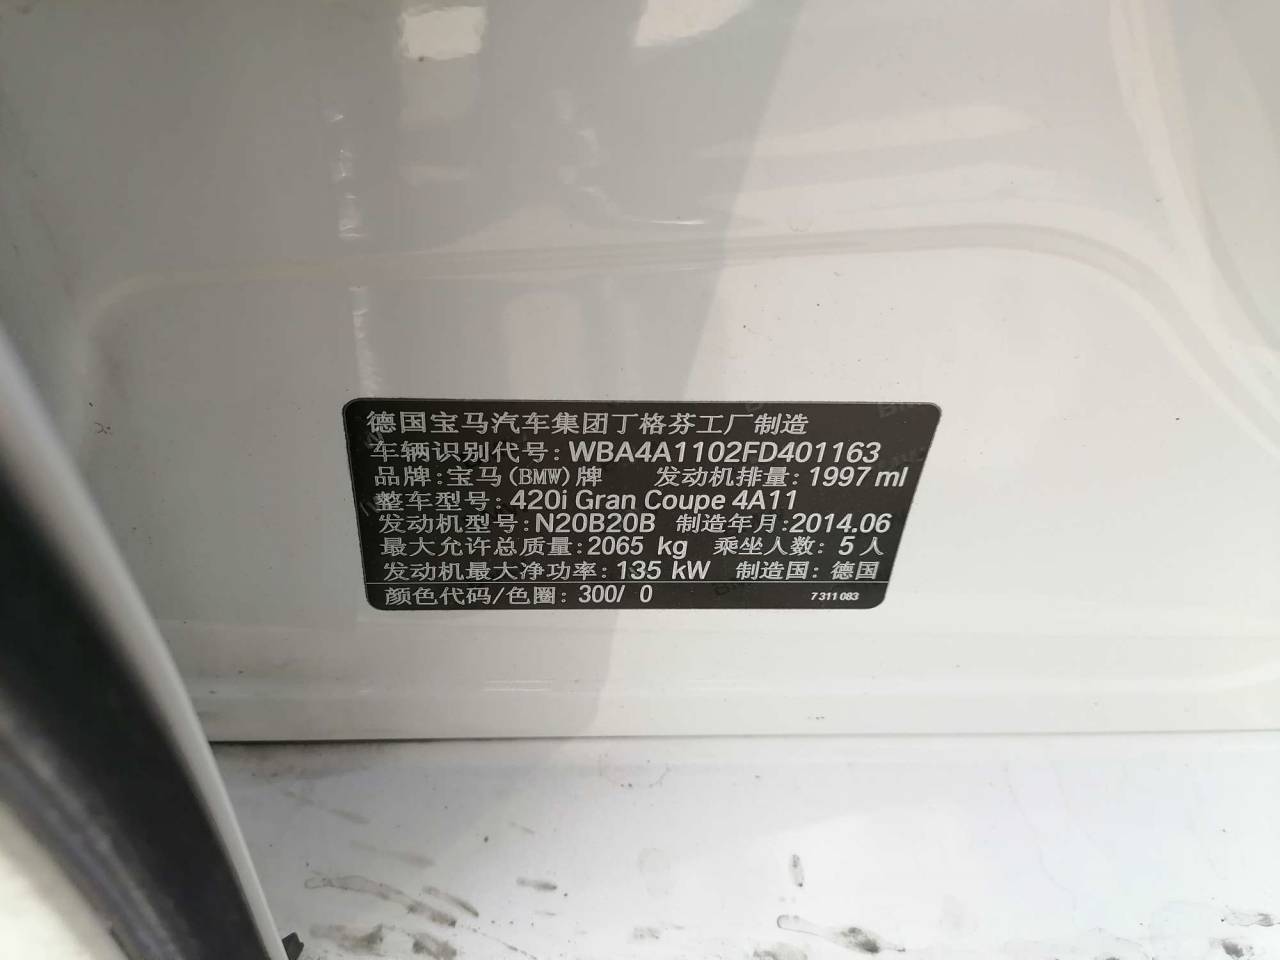 德国宝马汽车集团丁格芬工厂制造
车辆识别代号: WBA4A1102FD401163
品牌:宝马(BMW)牌 发动机排量: 1997 ml
整车型号: 420i Gran Coupe 4A11
发动机型号: N20B20B 制造年月: 2014.06
最大允许总质量: 2065 kg 乘坐人数: 5 人
发动机最大净功率: 135 kW 制造国: 德国
颜色代码/色圈: 300/ 0 7 311 083